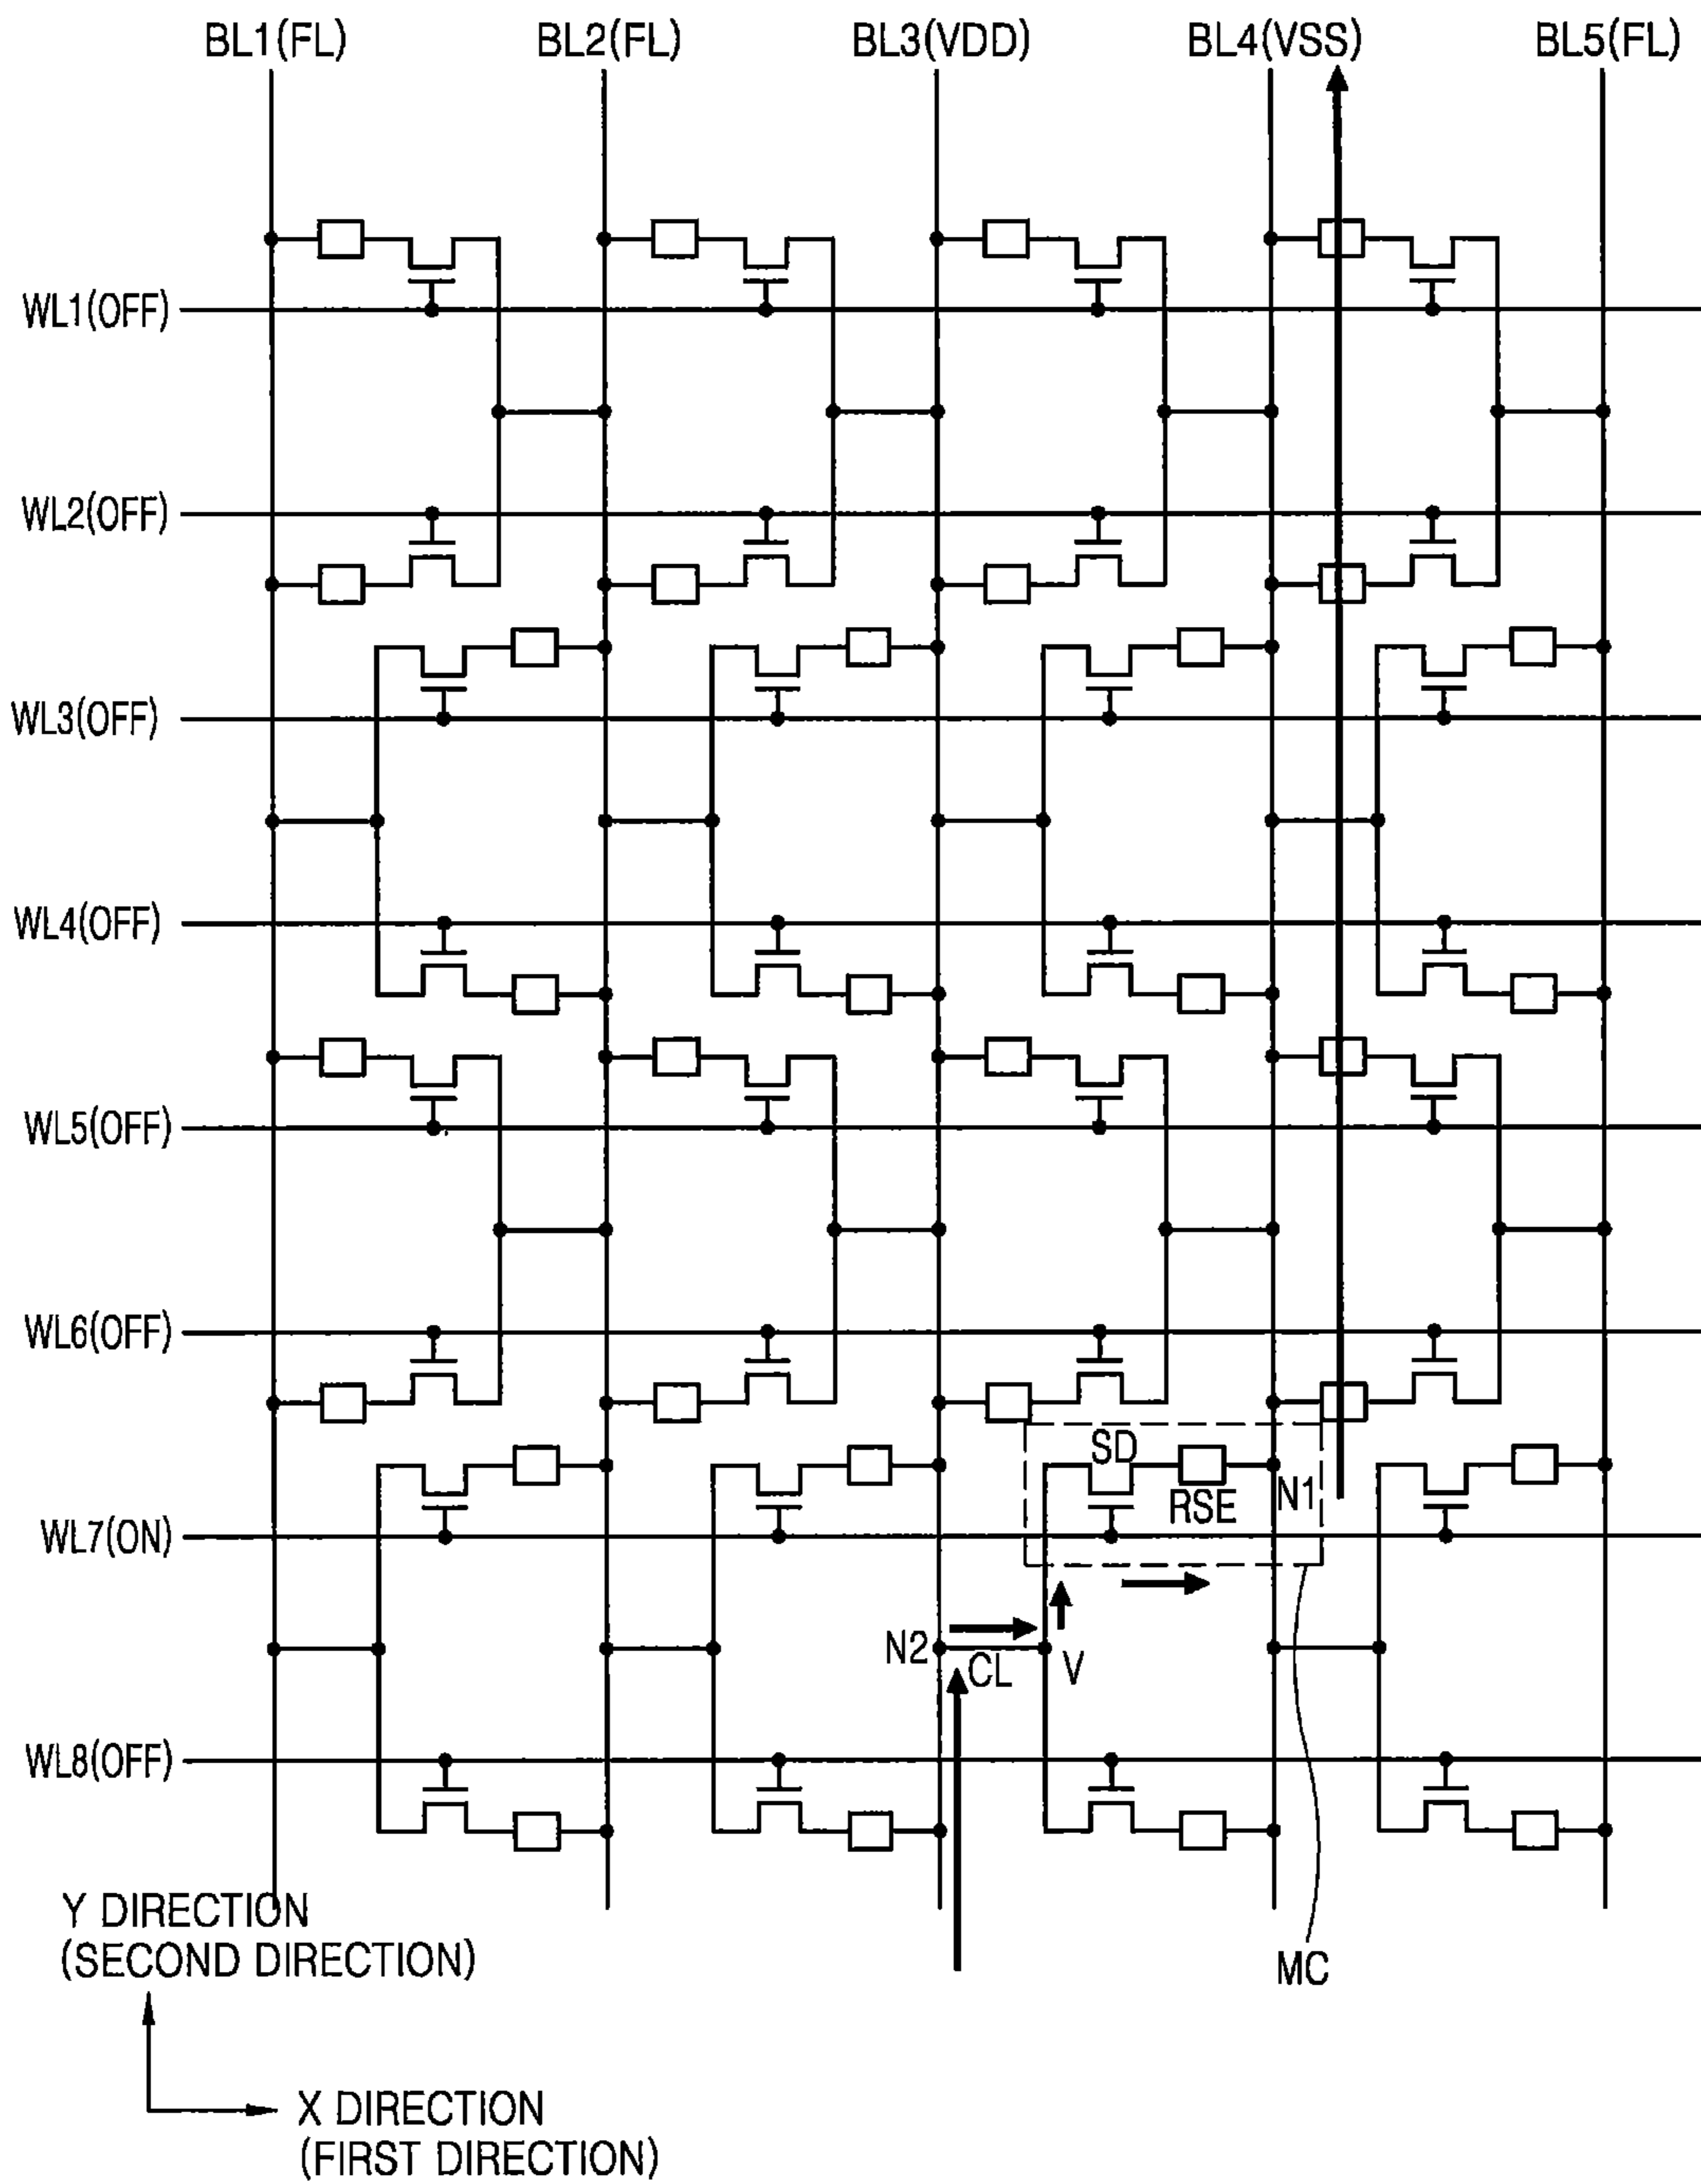 BL1(FL) BL2(FL) BL3(VDD) BL4(VSS) BL5(FL)
WL1(OFF)
WL2(OFF)
WL3(OFF)
WL4(OFF)
WL5(OFF)
WL6(OFF)
SD
RSE
N1
WL7(ON)
N2
CL
V
WL8(OFF)
MC
Y DIRECTION
(SECOND DIRECTION)
X DIRECTION
(FIRST DIRECTION)